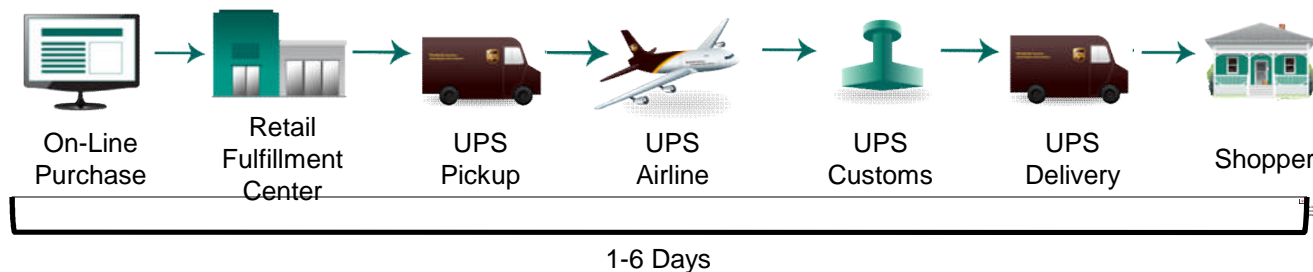 On-Line
Purchase
Retail
Fulfillment
Center
UPS
Pickup
UPS
Airline
UPS
Customs
UPS
Delivery
Shopper
1-6 Days